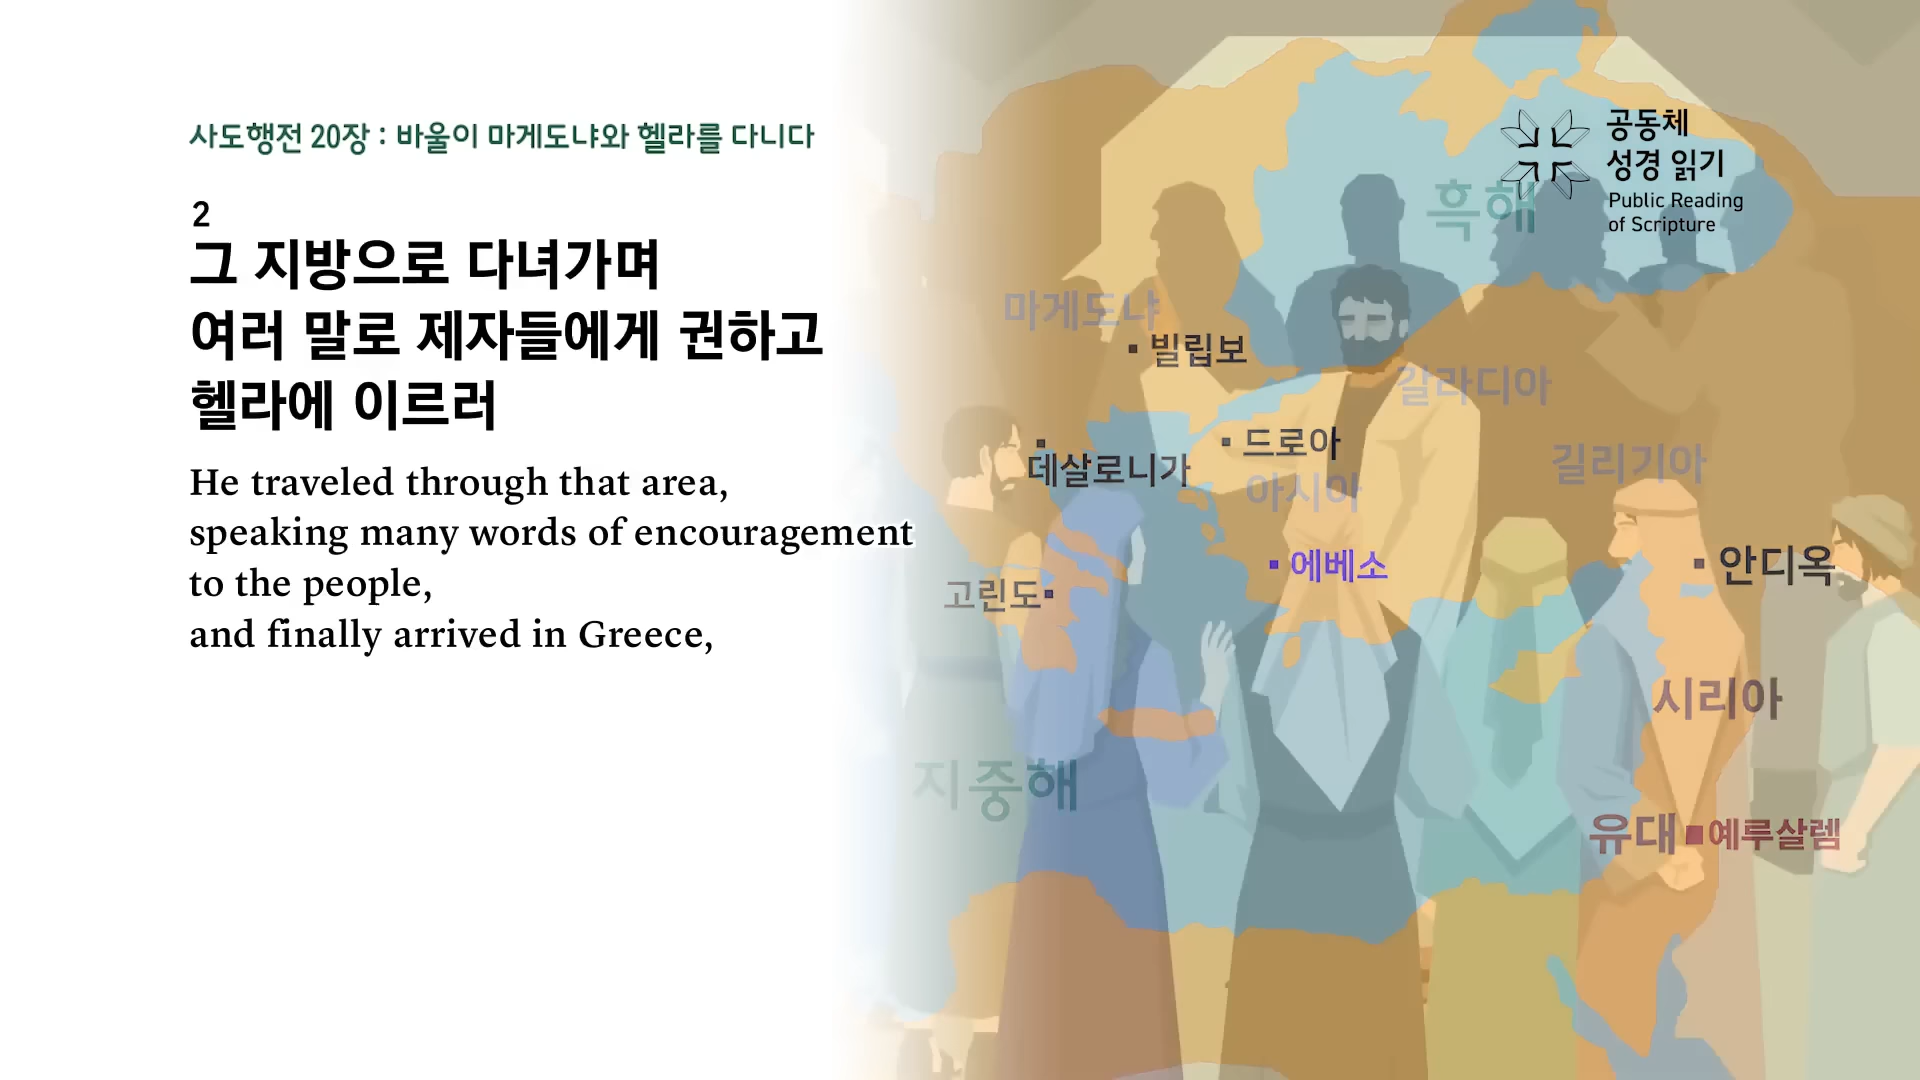 사도행전 20장 : 바울이 마게도냐와 헬라를 다니다
2
그 지방으로 다녀가며
여러 말로 제자들에게 권하고
헬라에 이르러
He traveled through that area,
speaking many words of encouragement
to the people,
and finally arrived in Greece,
공동체
성경 읽기
Public Reading
of Scripture
흑해
마게도냐
빌립보
갈라디아
드로아
데살로니가
아시아
길리기아
에베소
안디옥
고린도
시리아
지중해
유대
예루살렘